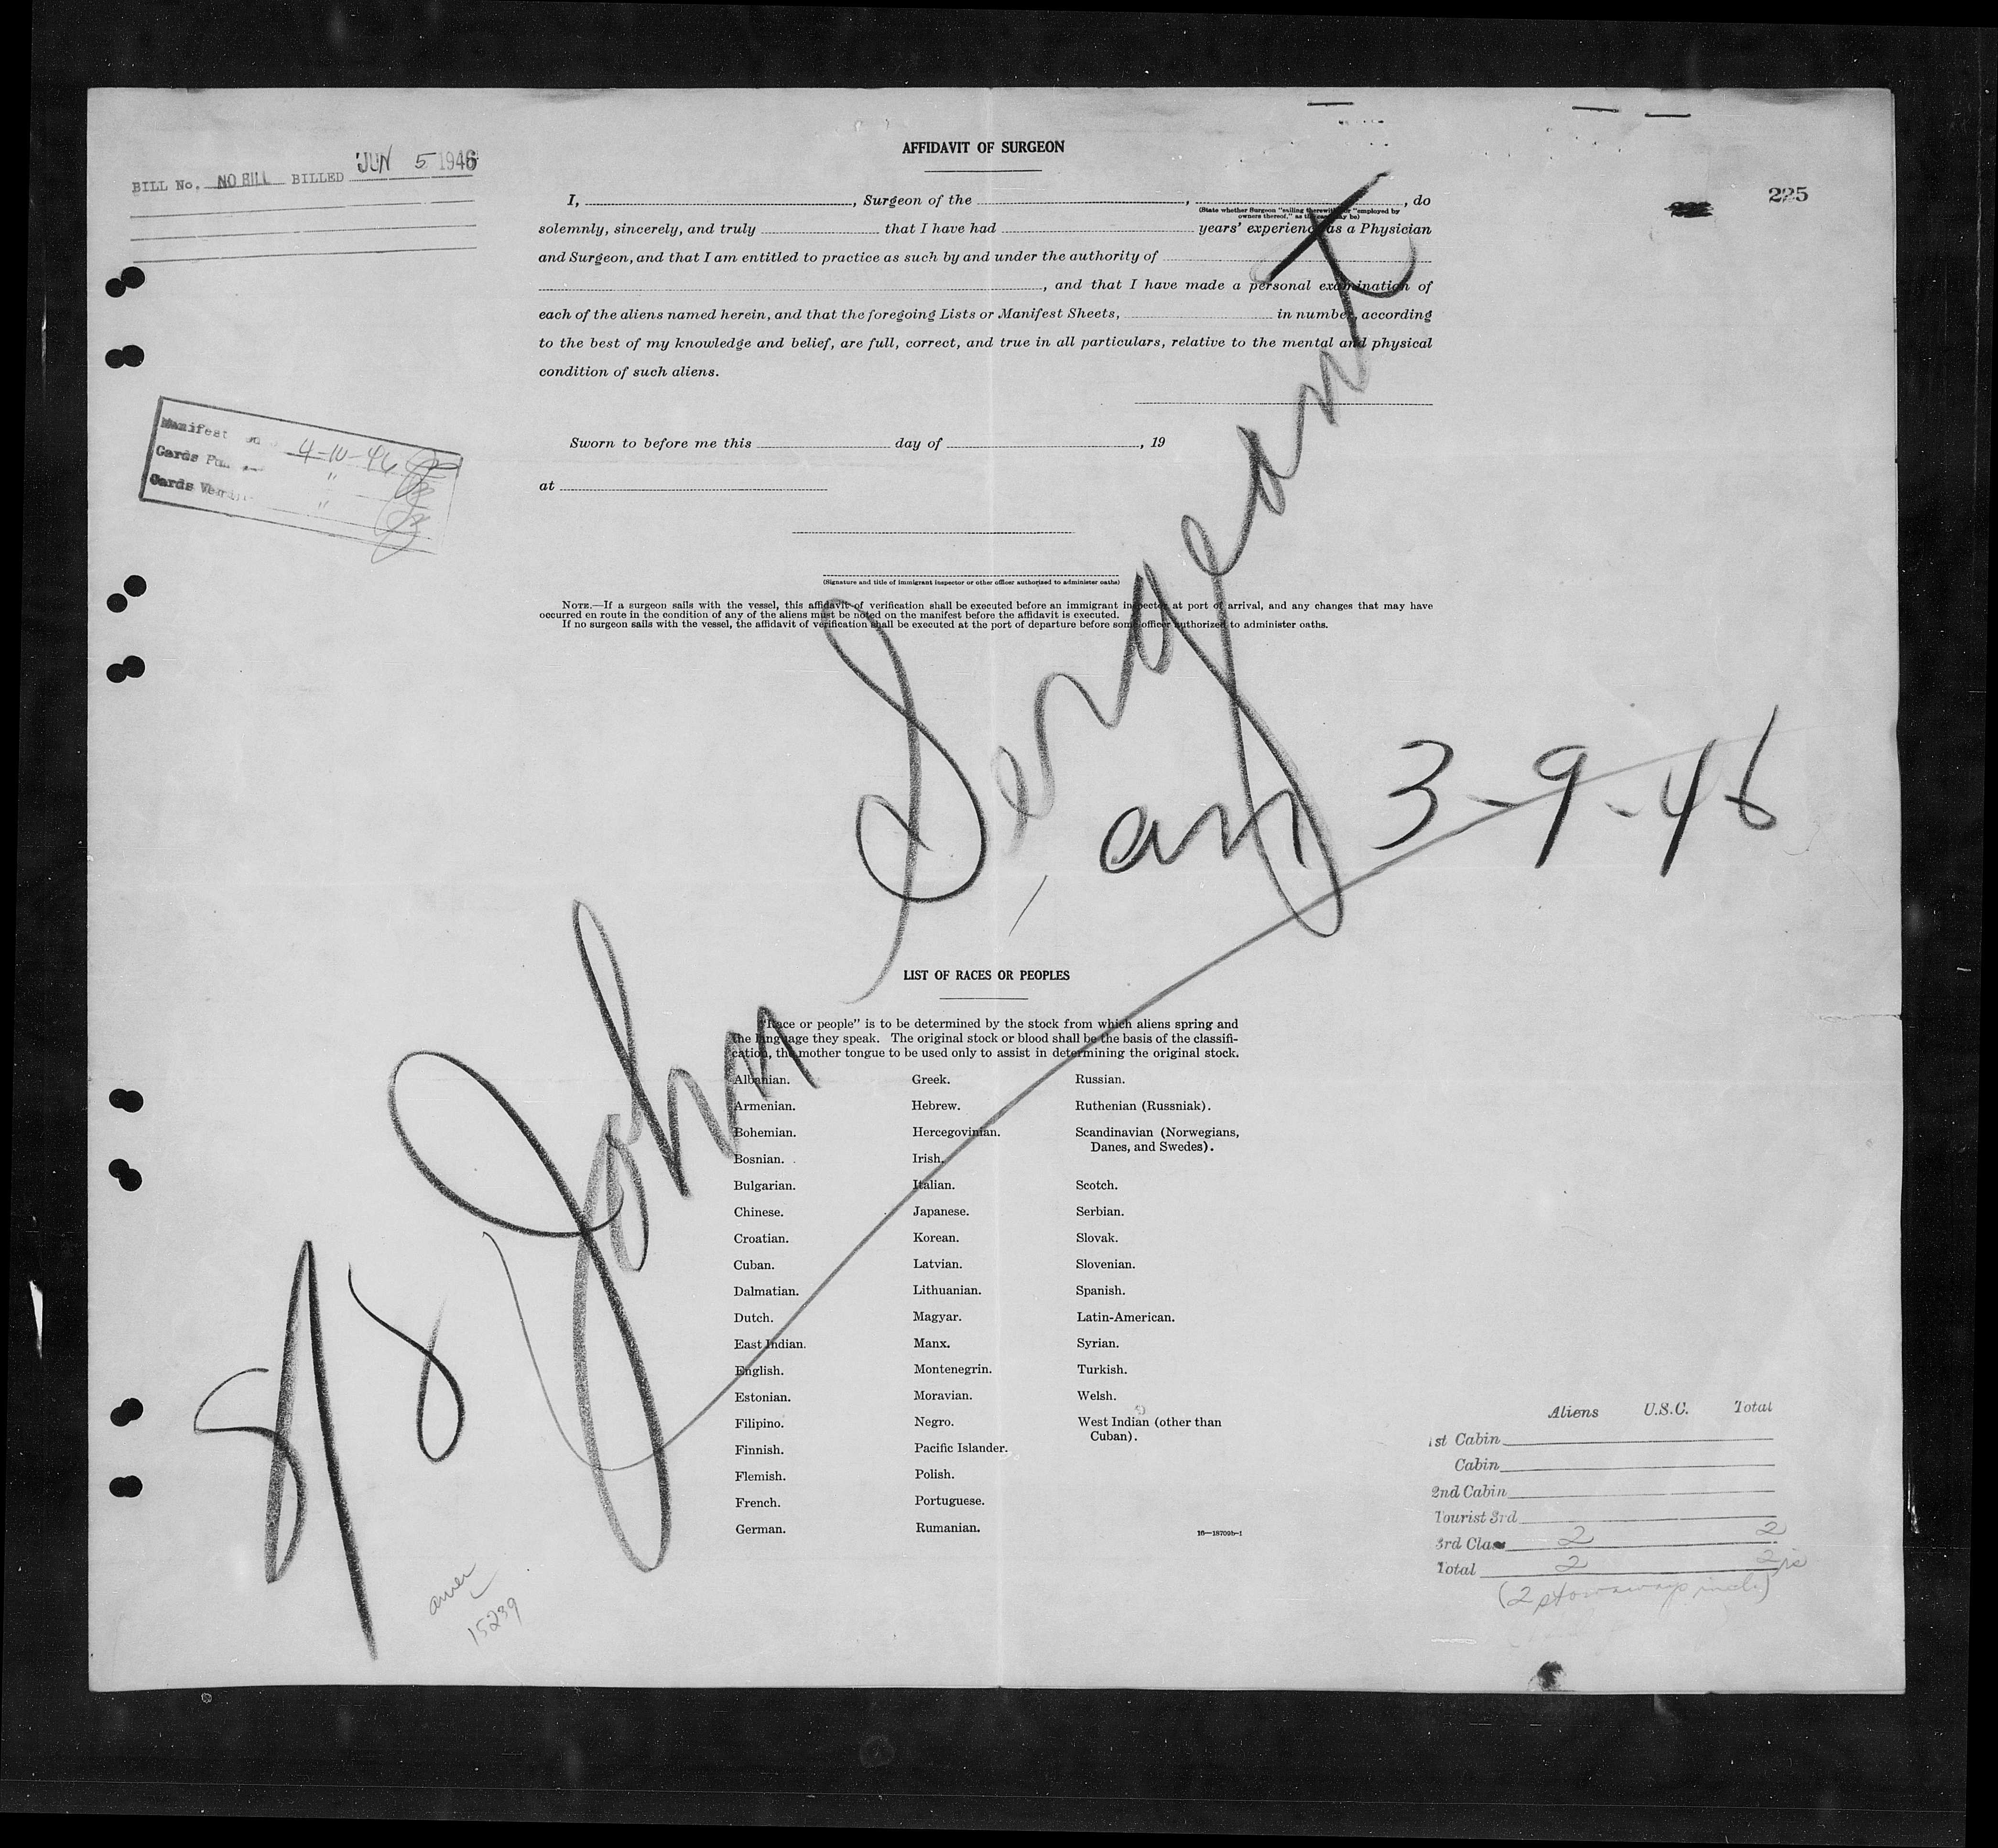 AFFIDAVIT OF SURGEON
JUN 5 1946
BILL No. NO BILL BILLED
225
I, , Surgeon of the , , do
(State whether Surgeon "sailing therewith" or "employed by
owners thereof," as the case may be)
solemnly, sincerely, and truly that I have had years' experience as a Physician
and Surgeon, and that I am entitled to practice as such by and under the authority of
, and that I have made a personal examination of
each of the aliens named herein, and that the foregoing Lists or Manifest Sheets, in number, according
to the best of my knowledge and belief, are full, correct, and true in all particulars, relative to the mental and physical
condition of such aliens.
Manifest
4-10-46
Cards
Cards
Sworn to before me this day of , 19
at
(Signature and title of immigrant inspector or other officer authorized to administer oaths)
NOTE.—If a surgeon sails with the vessel, this affidavit of verification shall be executed before an immigrant inspector at port of arrival, and any changes that may have
occurred en route in the condition of any of the aliens must be noted on the manifest before the affidavit is executed.
If no surgeon sails with the vessel, the affidavit of verification shall be executed at the port of departure before some officer authorized to administer oaths.
S/S John Sergeant
arr 3-9-46
LIST OF RACES OR PEOPLES
"Race or people" is to be determined by the stock from which aliens spring and
the language they speak. The original stock or blood shall be the basis of the classifi-
cation, the mother tongue to be used only to assist in determining the original stock.
Albanian. Greek. Russian.
Armenian. Hebrew. Ruthenian (Russniak).
Bohemian. Hercegovinian. Scandinavian (Norwegians,
Danes, and Swedes).
Bosnian. Irish.
Bulgarian. Italian. Scotch.
Chinese. Japanese. Serbian.
Croatian. Korean. Slovak.
Cuban. Latvian. Slovenian.
Dalmatian. Lithuanian. Spanish.
Dutch. Magyar. Latin-American.
East Indian. Manx. Syrian.
English. Montenegrin. Turkish.
Estonian. Moravian. Welsh.
Filipino. Negro. West Indian (other than
Cuban).
Finnish. Pacific Islander.
Flemish. Polish.
French. Portuguese.
German. Rumanian.
16—18709b-1
Aliens U.S.C. Total
1st Cabin
Cabin
2nd Cabin
Tourist 3rd
3rd Class 2 2
Total 2 2
(2 stowaways incl.)
amer
15239